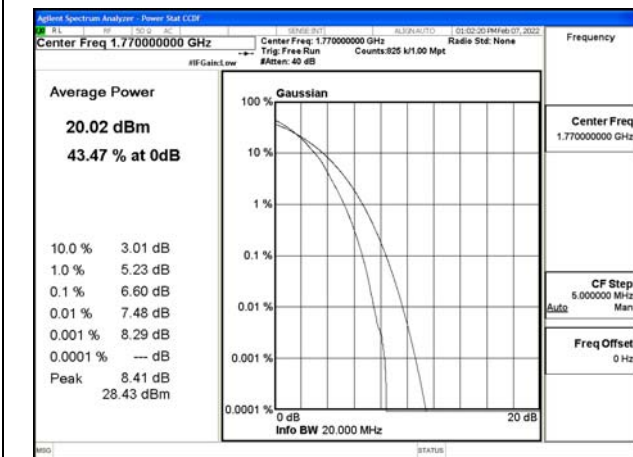 Agilent Spectrum Analyzer - Power Stat CCDF
RL RF 50 Ω AC SENSE:INT ALIGN AUTO 01:02:20 PM Feb 07, 2022
Center Freq 1.770000000 GHz
Center Freq: 1.770000000 GHz Radio Std: None
Trig: Free Run Counts:825 k/1.00 Mpt
#IFGain:Low #Atten: 40 dB
Frequency
Average Power
20.02 dBm
43.47 % at 0dB
10.0 % 3.01 dB
1.0 % 5.23 dB
0.1 % 6.60 dB
0.01 % 7.48 dB
0.001 % 8.29 dB
0.0001 % --- dB
Peak 8.41 dB
28.43 dBm
Gaussian
100 %
10 %
1 %
0.1 %
0.01 %
0.001 %
0.0001 %
0 dB 20 dB
Info BW 20.000 MHz
Center Freq
1.770000000 GHz
CF Step
5.000000 MHz
Auto Man
Freq Offset
0 Hz
MSG STATUS